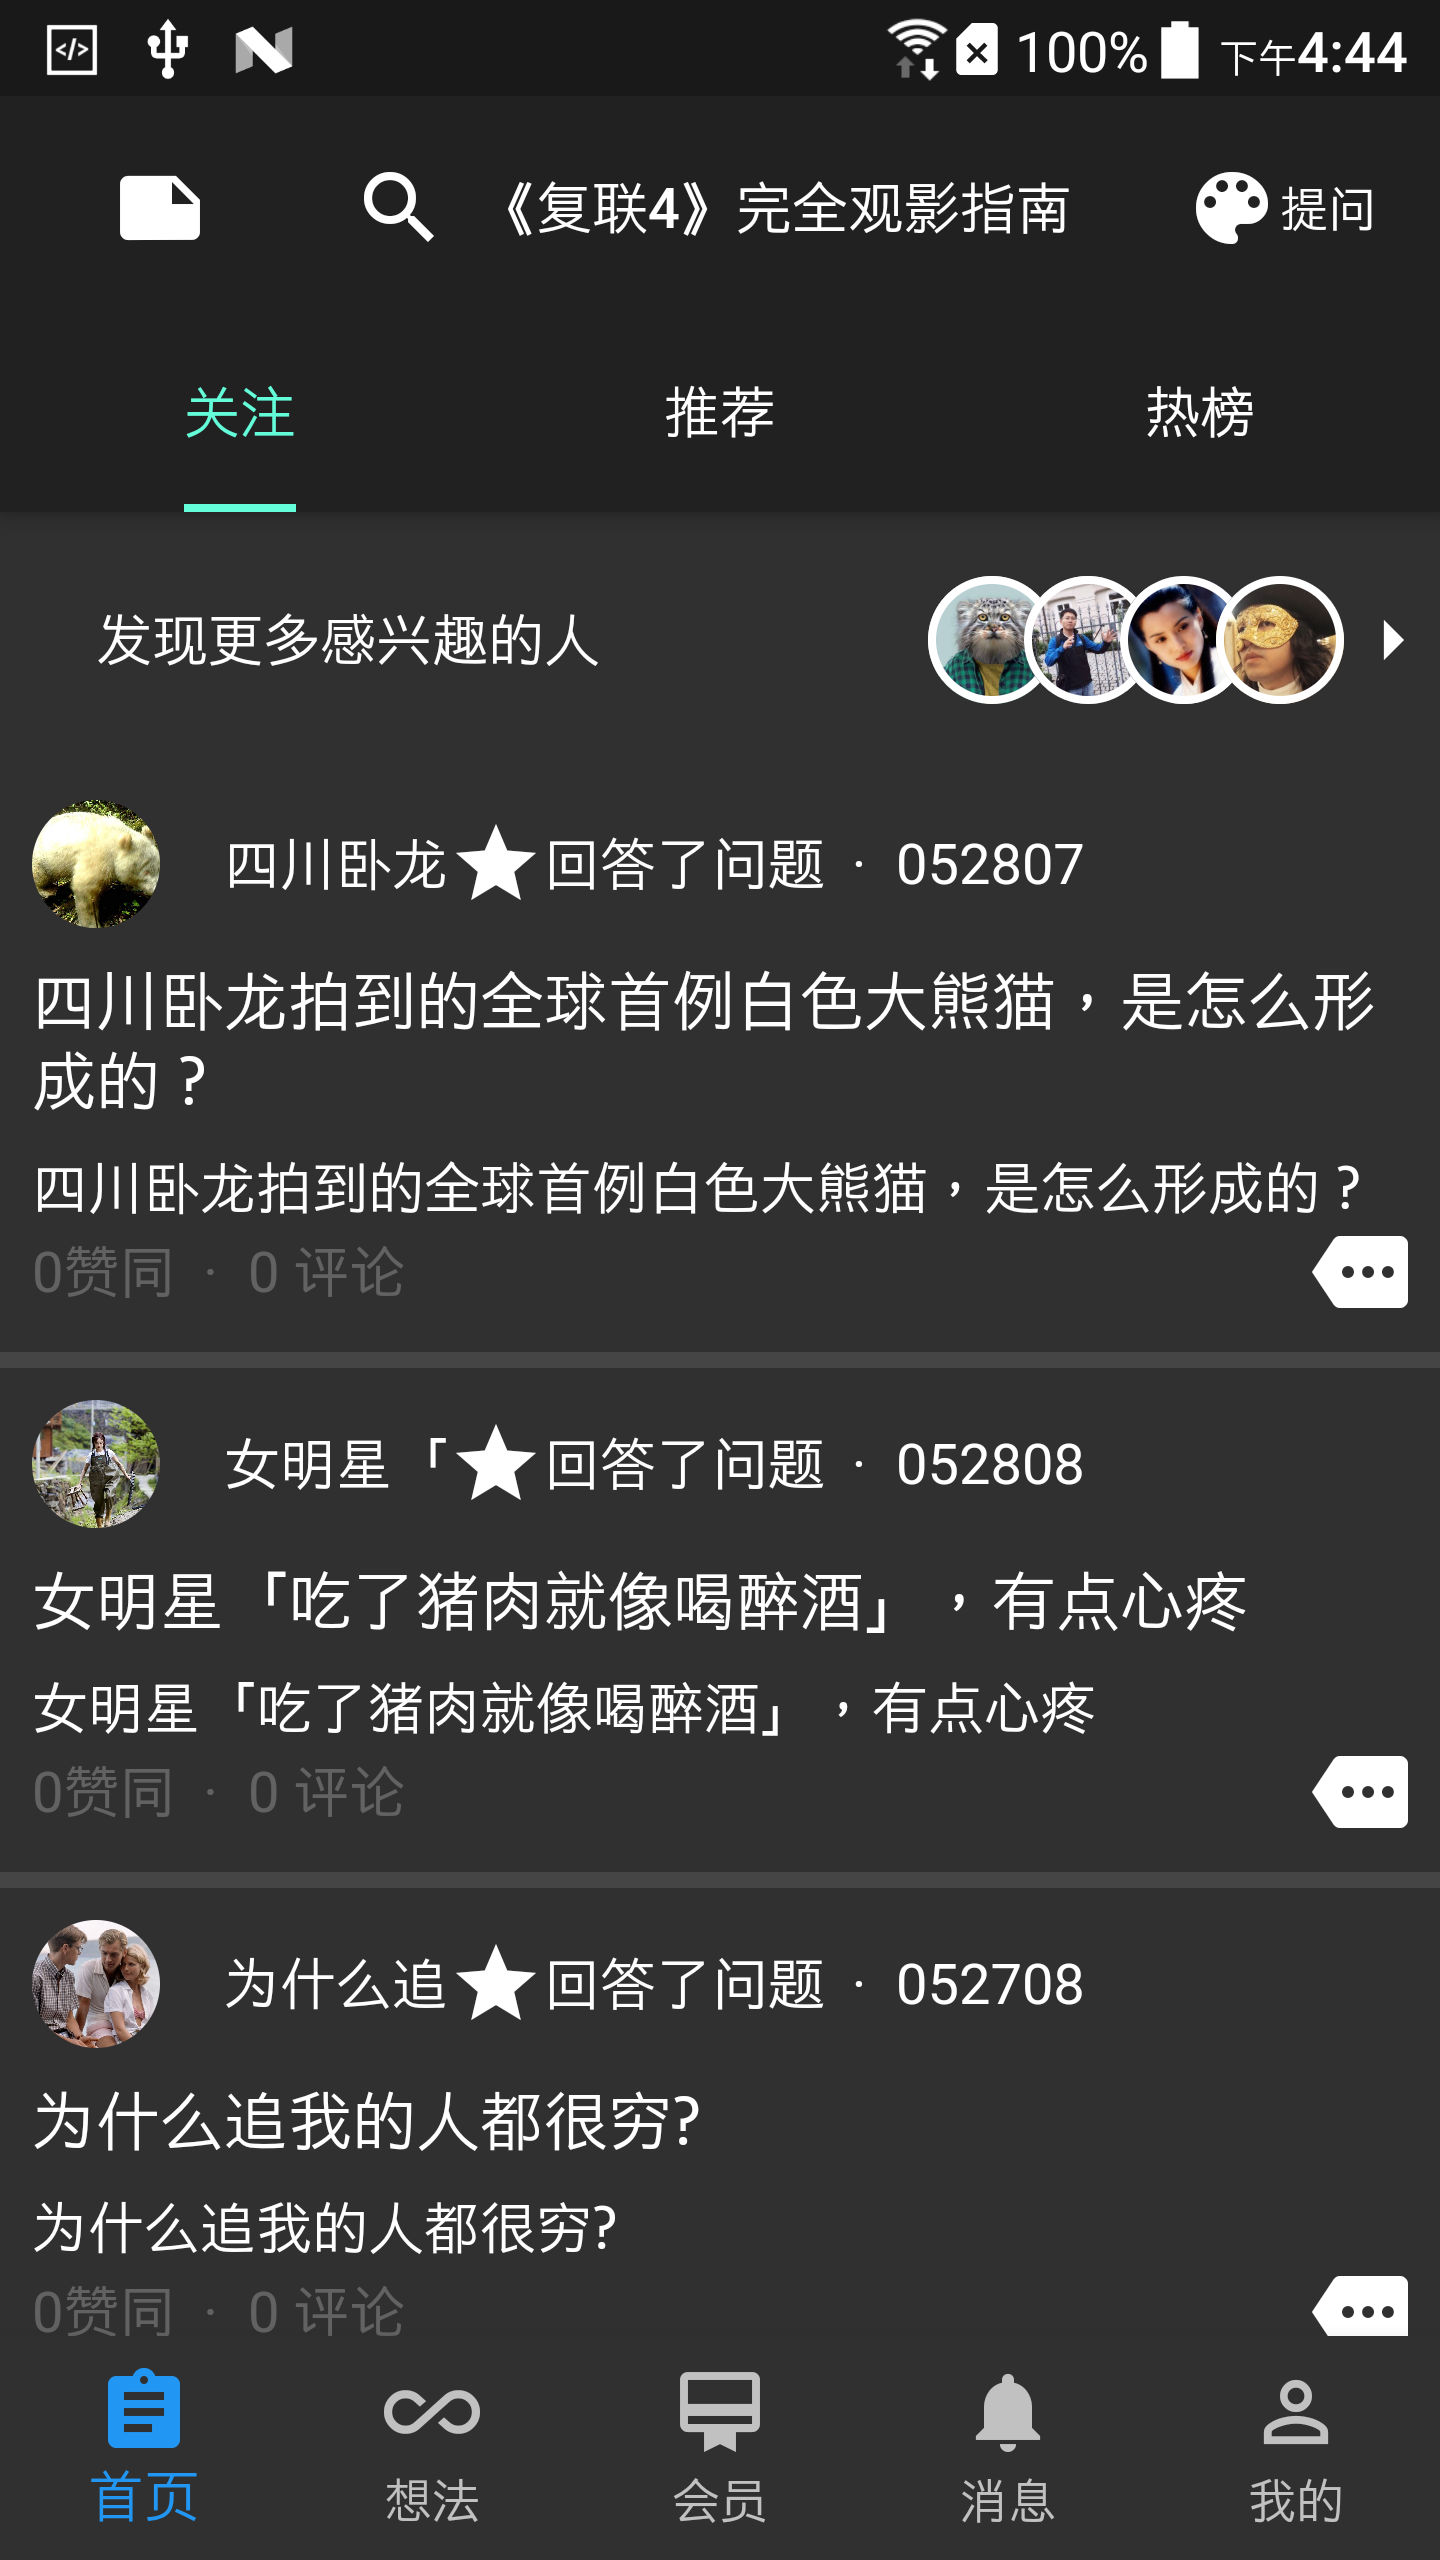 100% 下午4:44
《复联4》完全观影指南 提问
关注 推荐 热榜
发现更多感兴趣的人
四川卧龙★回答了问题 · 052807
四川卧龙拍到的全球首例白色大熊猫，是怎么形
成的？
四川卧龙拍到的全球首例白色大熊猫，是怎么形成的？
0赞同 · 0 评论
女明星「★回答了问题 · 052808
女明星「吃了猪肉就像喝醉酒」，有点心疼
女明星「吃了猪肉就像喝醉酒」，有点心疼
0赞同 · 0 评论
为什么追★回答了问题 · 052708
为什么追我的人都很穷?
为什么追我的人都很穷?
0赞同 · 0 评论
首页 想法 会员 消息 我的